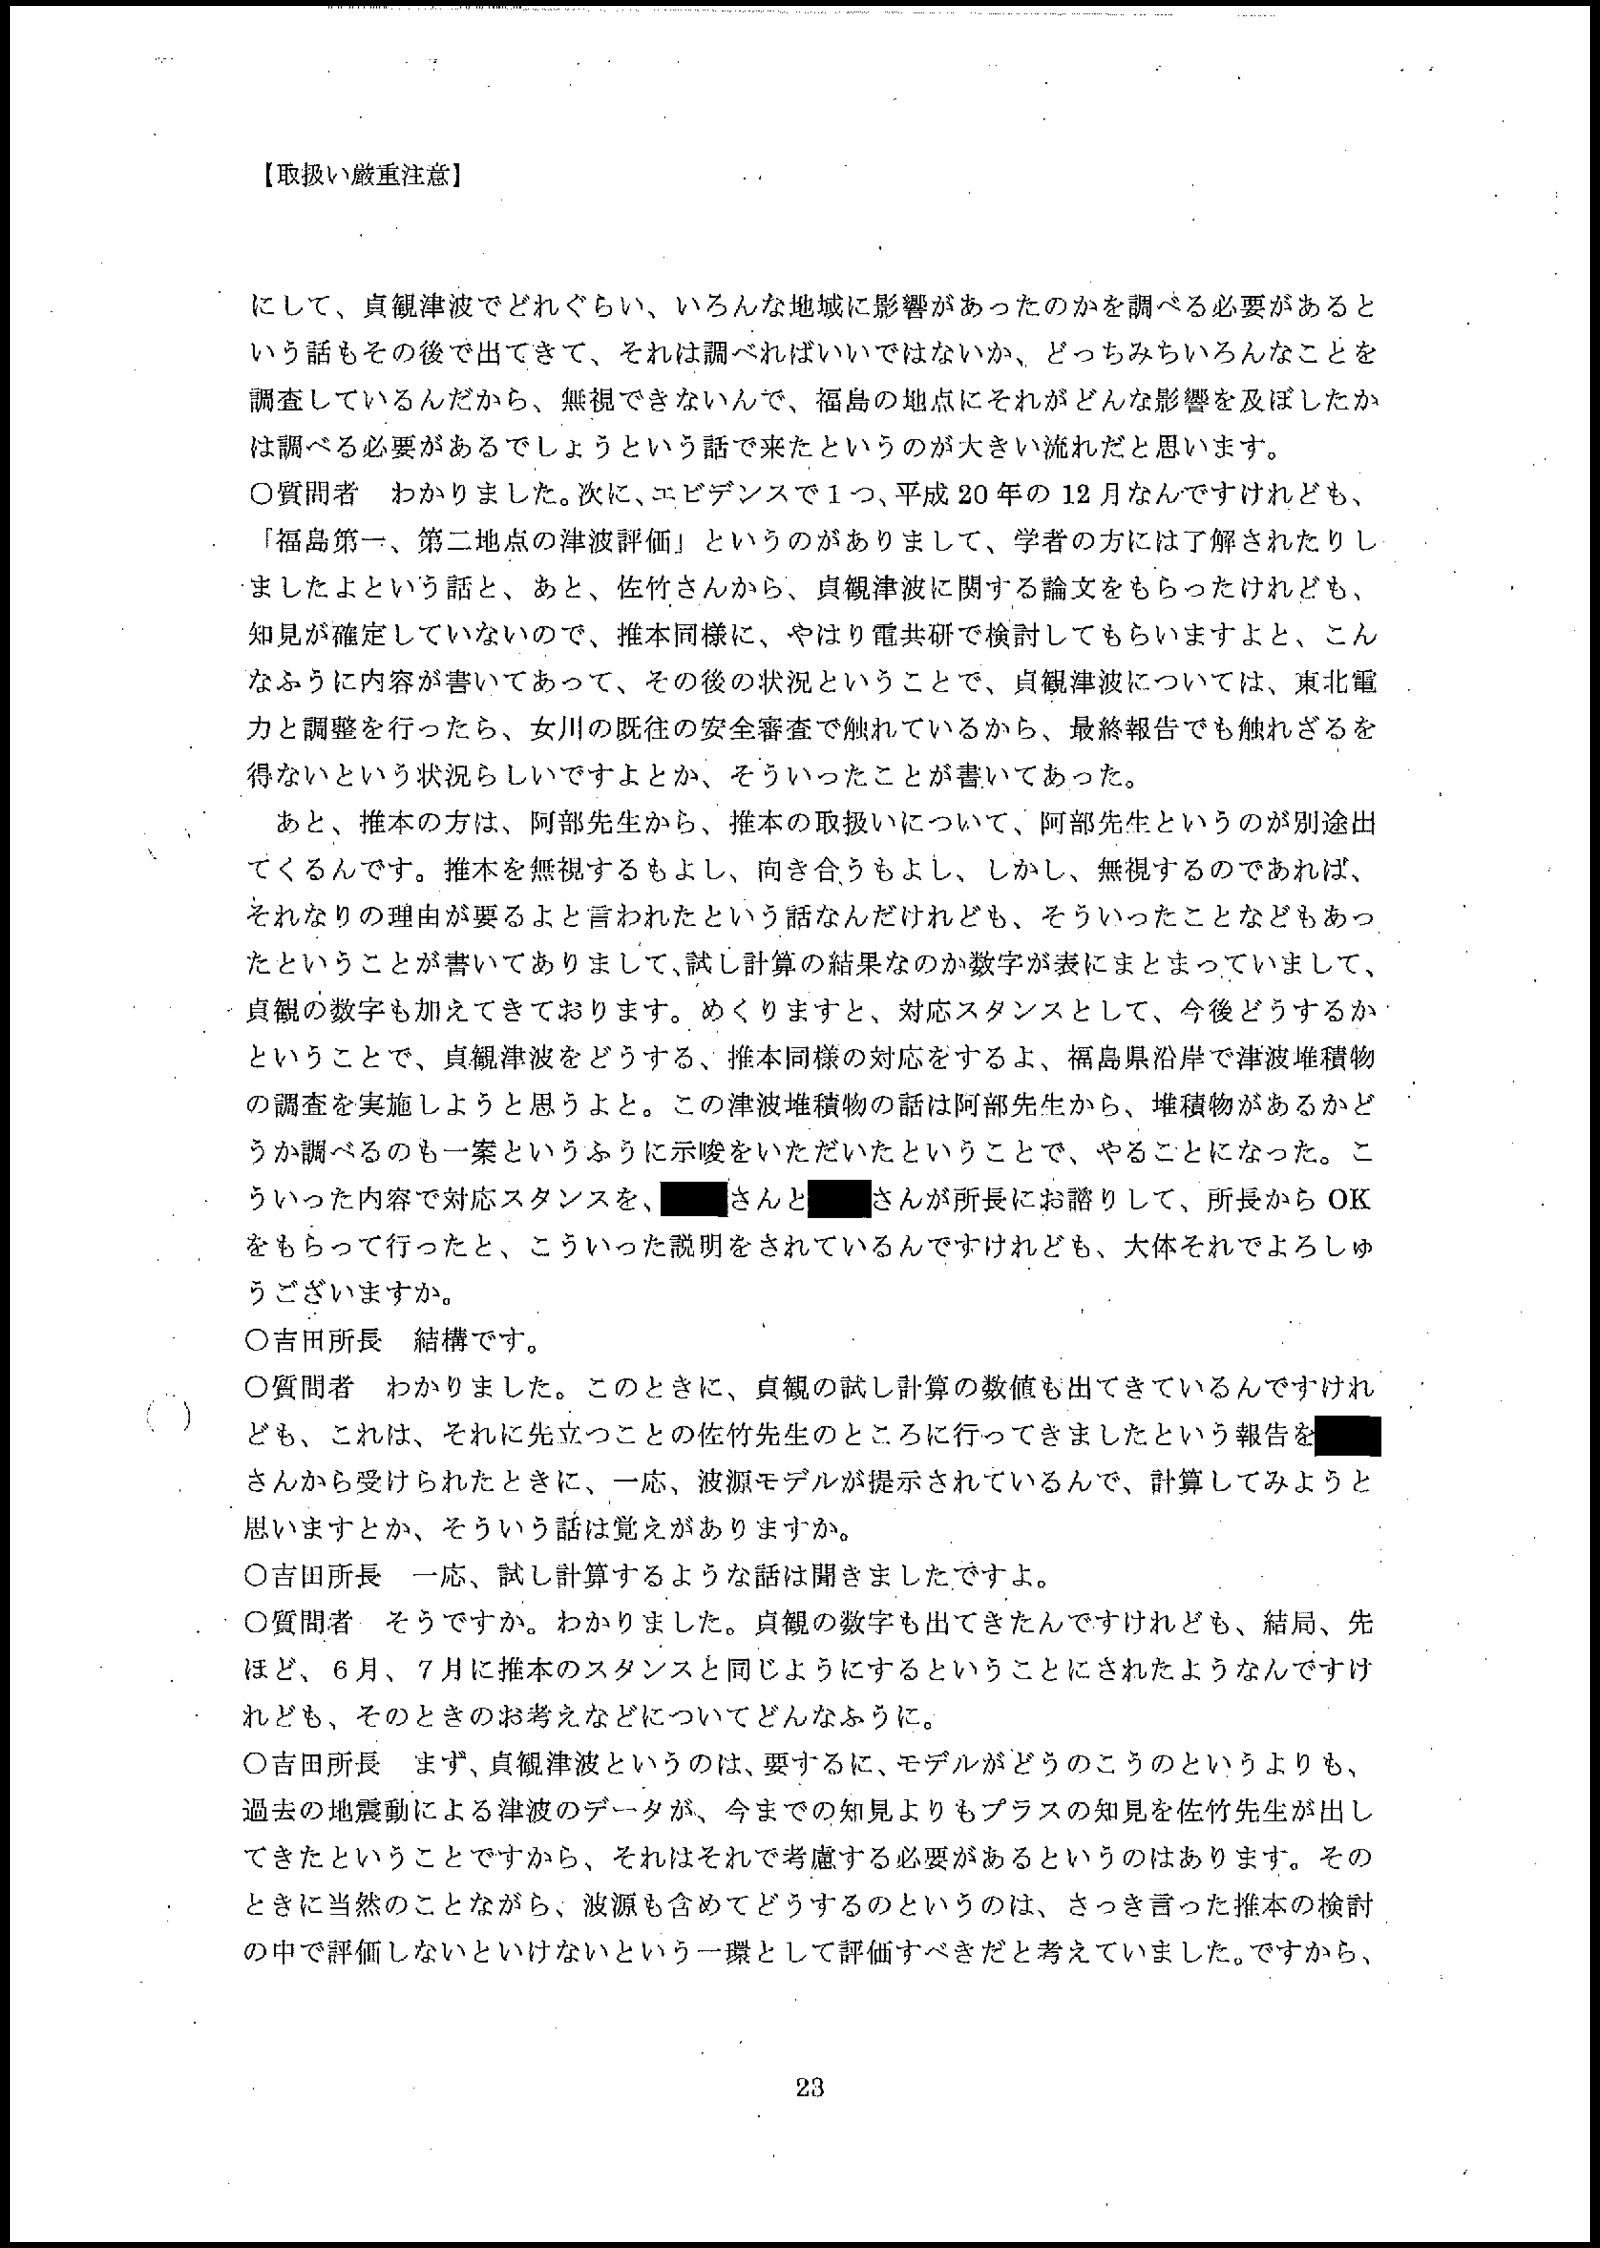 【取扱い厳重注意】
にして、貞観津波でどれぐらい、いろんな地域に影響があったのかを調べる必要があると
いう話もその後で出てきて、それは調べればいいではないか、どっちみちいろんなことを
調査しているんだから、無視できないんで、福島の地点にそれがどんな影響を及ぼしたか
は調べる必要があるでしょうという話で来たというのが大きい流れだと思います。
○質問者　わかりました。次に、エビデンスで１つ、平成 20 年の 12 月なんですけれども、
「福島第一、第二地点の津波評価」というのがありまして、学者の方には了解されたりし
ましたよという話と、あと、佐竹さんから、貞観津波に関する論文をもらったけれども、
知見が確定していないので、推本同様に、やはり電共研で検討してもらいますよと、こん
なふうに内容が書いてあって、その後の状況ということで、貞観津波については、東北電
力と調整を行ったら、女川の既往の安全審査で触れているから、最終報告でも触れざるを
得ないという状況らしいですよとか、そういったことが書いてあった。
　あと、推本の方は、阿部先生から、推本の取扱いについて、阿部先生というのが別途出
てくるんです。推本を無視するもよし、向き合うもよし、しかし、無視するのであれば、
それなりの理由が要るよと言われたという話なんだけれども、そういったことなどもあっ
たということが書いてありまして、試し計算の結果なのか数字が表にまとまっていまして、
貞観の数字も加えてきております。めくりますと、対応スタンスとして、今後どうするか
ということで、貞観津波をどうする、推本同様の対応をするよ、福島県沿岸で津波堆積物
の調査を実施しようと思うよと。この津波堆積物の話は阿部先生から、堆積物があるかど
うか調べるのも一案というふうに示唆をいただいたということで、やることになった。こ
ういった内容で対応スタンスを、さんとさんが所長にお諮りして、所長から OK
をもらって行ったと、こういった説明をされているんですけれども、大体それでよろしゅ
うございますか。
○吉田所長　結構です。
○質問者　わかりました。このときに、貞観の試し計算の数値も出てきているんですけれ
ども、これは、それに先立つことの佐竹先生のところに行ってきましたという報告を
さんから受けられたときに、一応、波源モデルが提示されているんで、計算してみようと
思いますとか、そういう話は覚えがありますか。
○吉田所長　一応、試し計算するような話は聞きましたですよ。
○質問者　そうですか。わかりました。貞観の数字も出てきたんですけれども、結局、先
ほど、６月、７月に推本のスタンスと同じようにするということにされたようなんですけ
れども、そのときのお考えなどについてどんなふうに。
○吉田所長　まず、貞観津波というのは、要するに、モデルがどうのこうのというよりも、
過去の地震動による津波のデータが、今までの知見よりもプラスの知見を佐竹先生が出し
てきたということですから、それはそれで考慮する必要があるというのはあります。その
ときに当然のことながら、波源も含めてどうするのというのは、さっき言った推本の検討
の中で評価しないといけないという一環として評価すべきだと考えていました。ですから、
23